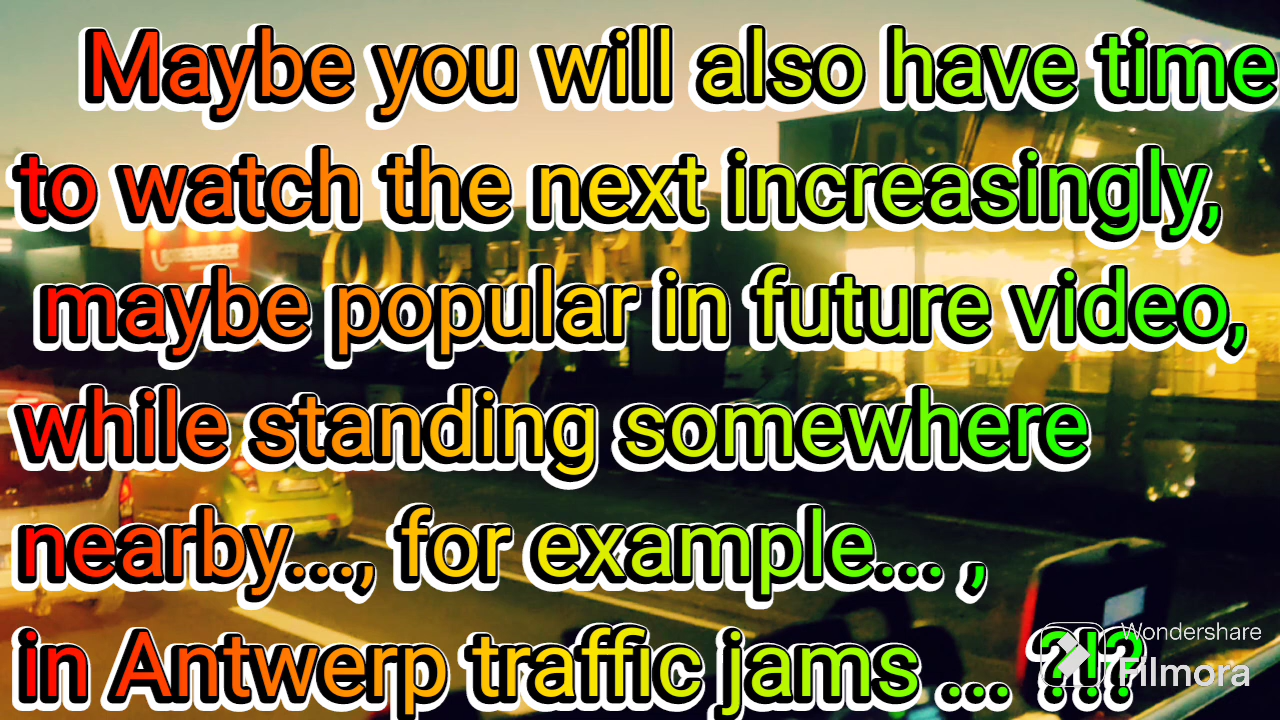 Maybe you will also have time
to watch the next increasingly,
maybe popular in future video,
while standing somewhere
nearby..., for example... ,
in Antwerp traffic jams ... ?!?
Wondershare
Filmora